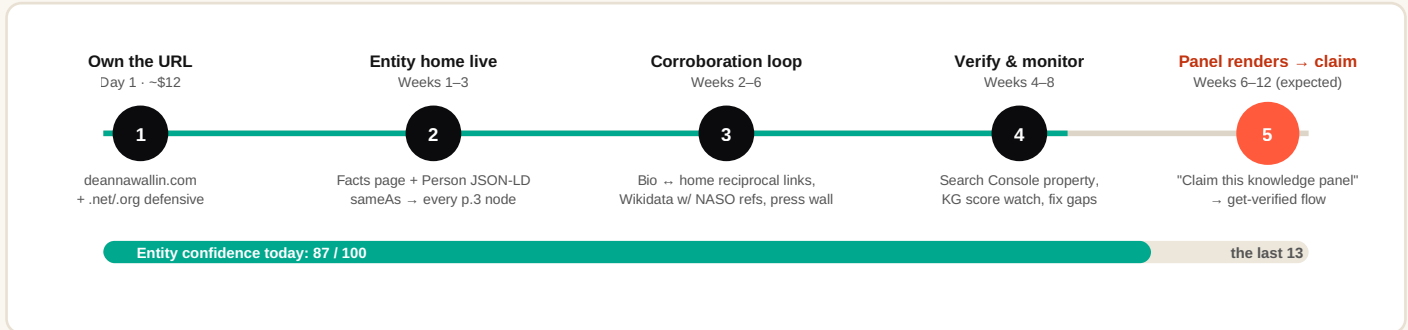 Own the URL
Day 1 · ~$12
1
deannawallin.com
+ .net/.org defensive
Entity home live
Weeks 1–3
2
Facts page + Person JSON-LD
sameAs → every p.3 node
Corroboration loop
Weeks 2–6
3
Bio ↔ home reciprocal links,
Wikidata w/ NASO refs, press wall
Verify & monitor
Weeks 4–8
4
Search Console property,
KG score watch, fix gaps
Panel renders → claim
Weeks 6–12 (expected)
5
"Claim this knowledge panel"
→ get-verified flow
Entity confidence today: 87 / 100
the last 13